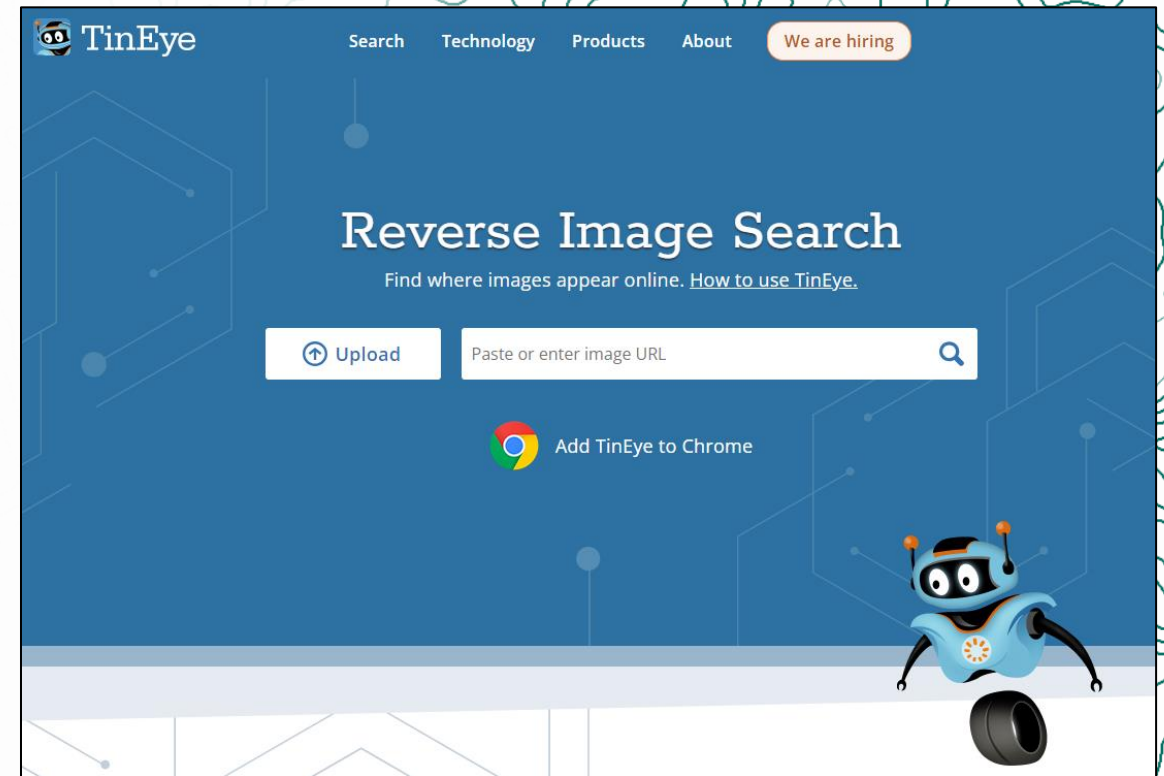 TinEye
Search Technology Products About We are hiring
Reverse Image Search
Find where images appear online. How to use TinEye.
Upload Paste or enter image URL
Add TinEye to Chrome